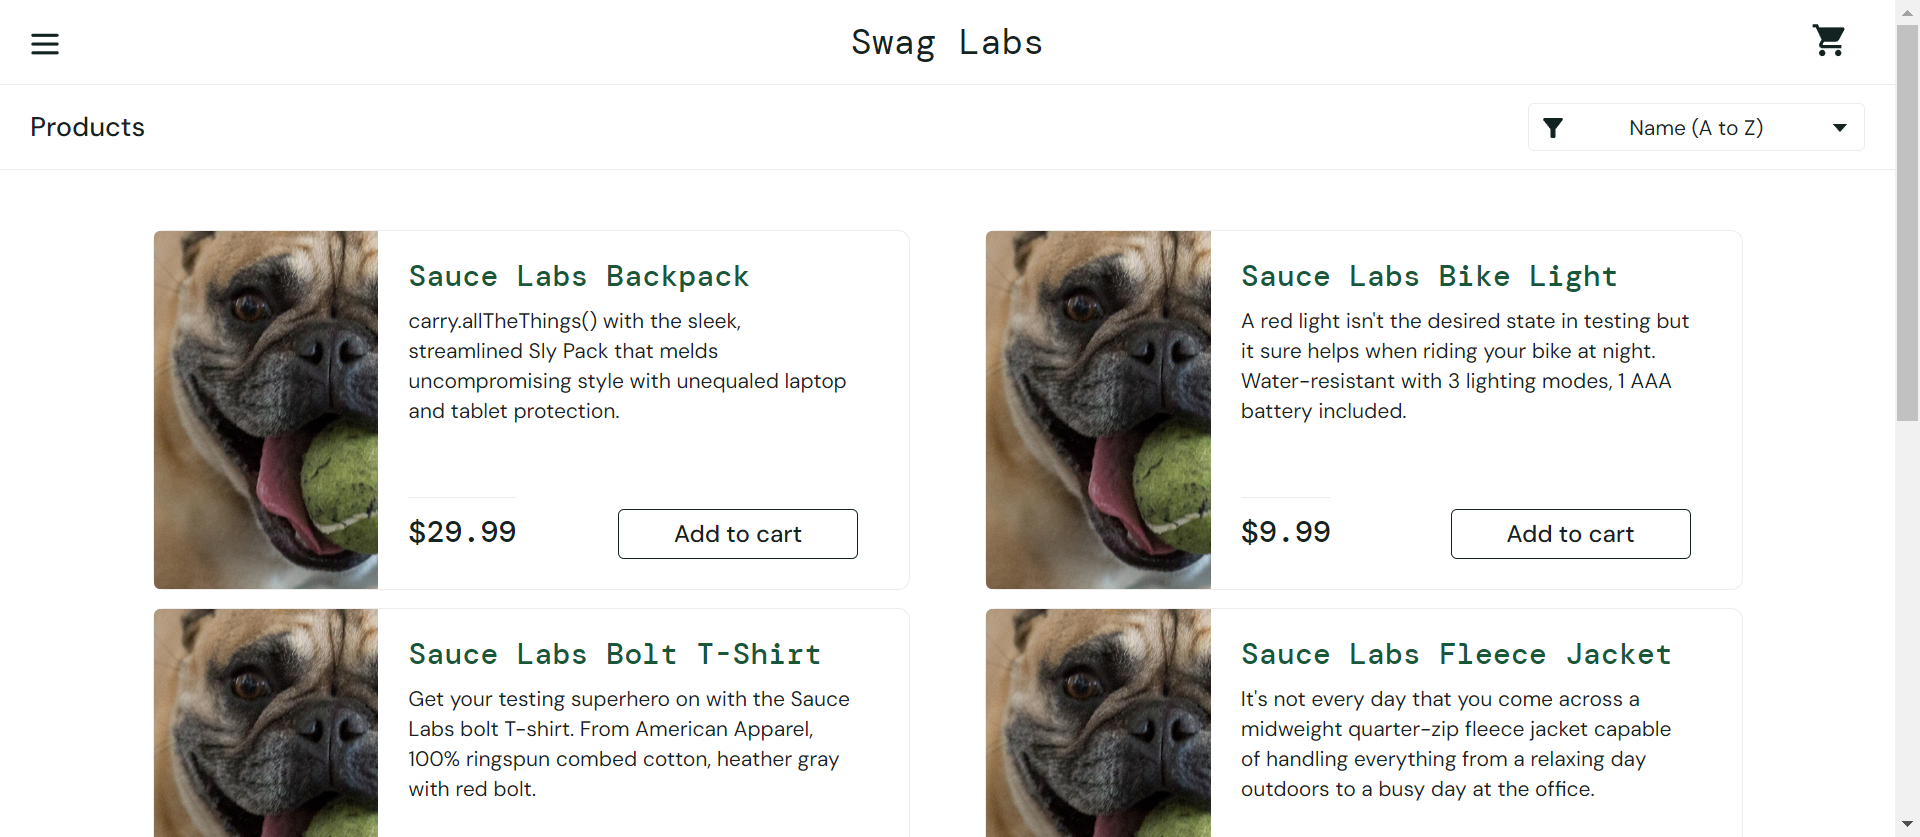 Swag Labs
Products
Name (A to Z)
Sauce Labs Backpack
carry.allTheThings() with the sleek,
streamlined Sly Pack that melds
uncompromising style with unequaled laptop
and tablet protection.
$29.99
Add to cart
Sauce Labs Bike Light
A red light isn't the desired state in testing but
it sure helps when riding your bike at night.
Water-resistant with 3 lighting modes, 1 AAA
battery included.
$9.99
Add to cart
Sauce Labs Bolt T-Shirt
Get your testing superhero on with the Sauce
Labs bolt T-shirt. From American Apparel,
100% ringspun combed cotton, heather gray
with red bolt.
Sauce Labs Fleece Jacket
It's not every day that you come across a
midweight quarter-zip fleece jacket capable
of handling everything from a relaxing day
outdoors to a busy day at the office.